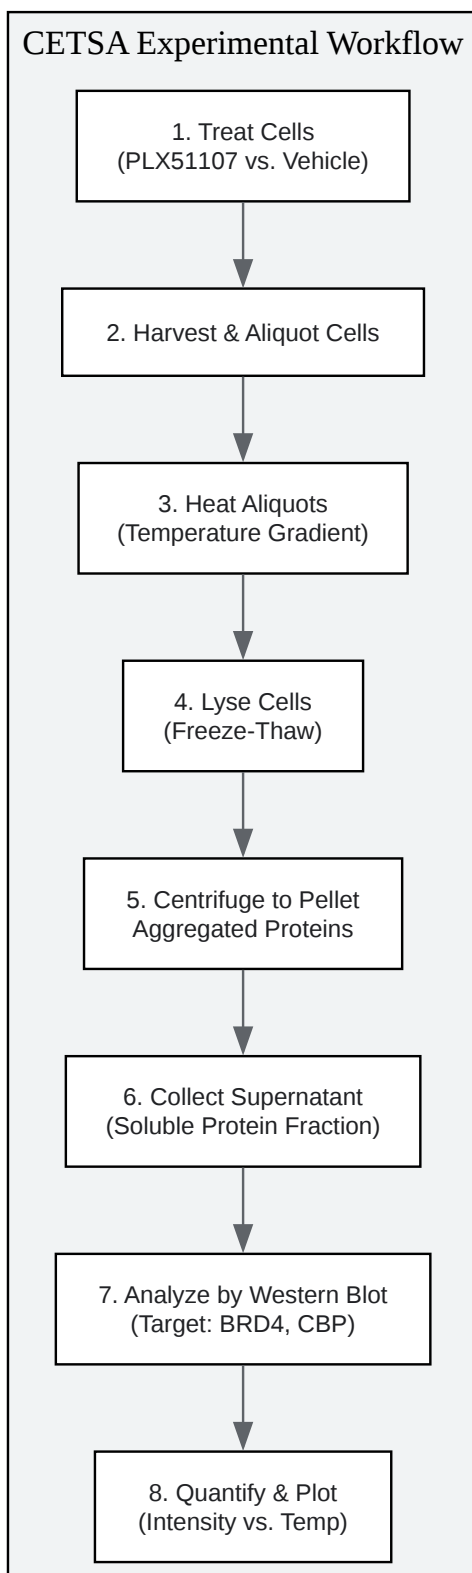 CETSA Experimental Workflow
1. Treat Cells
(PLX51107 vs. Vehicle)
2. Harvest & Aliquot Cells
3. Heat Aliquots
(Temperature Gradient)
4. Lyse Cells
(Freeze-Thaw)
5. Centrifuge to Pellet
Aggregated Proteins
6. Collect Supernatant
(Soluble Protein Fraction)
7. Analyze by Western Blot
(Target: BRD4, CBP)
8. Quantify & Plot
(Intensity vs. Temp)